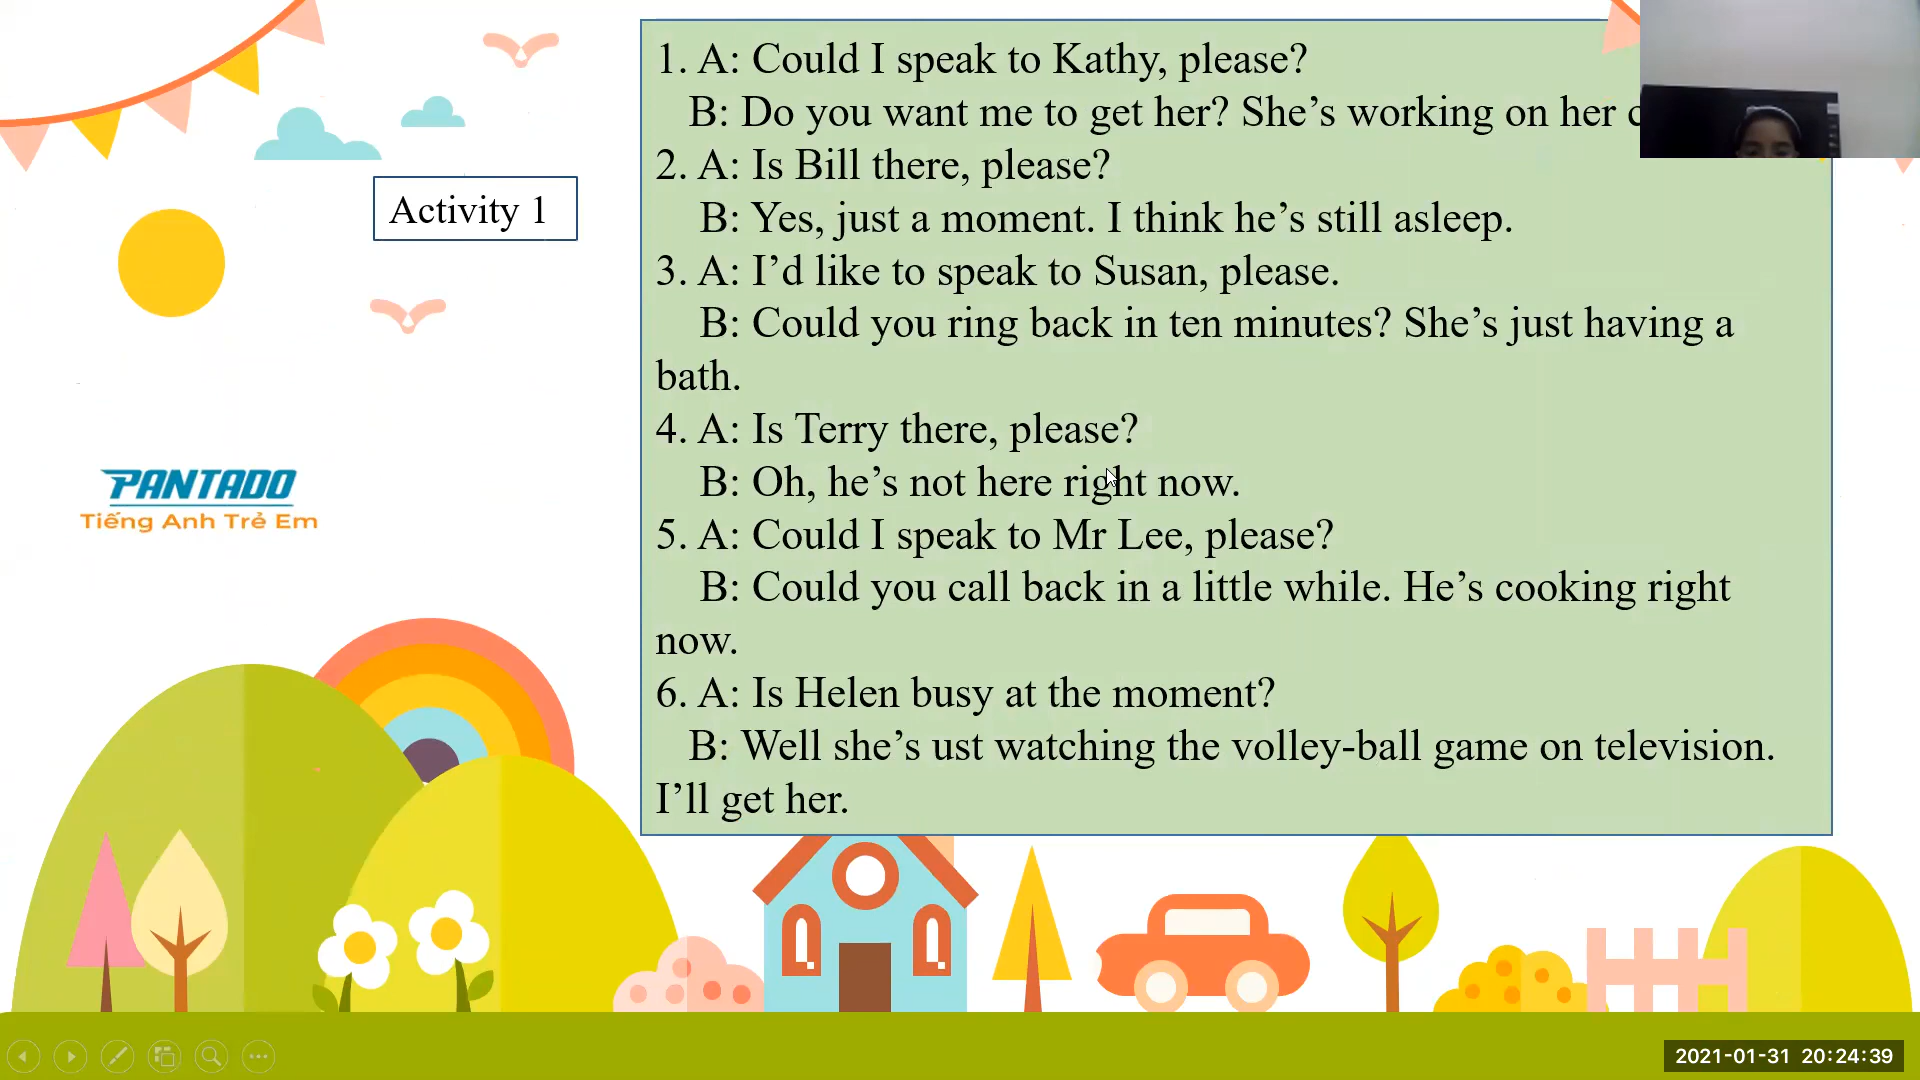 1. A: Could I speak to Kathy, please?
B: Do you want me to get her? She’s working on her
2. A: Is Bill there, please?
B: Yes, just a moment. I think he’s still asleep.
3. A: I’d like to speak to Susan, please.
B: Could you ring back in ten minutes? She’s just having a
bath.
4. A: Is Terry there, please?
B: Oh, he’s not here right now.
5. A: Could I speak to Mr Lee, please?
B: Could you call back in a little while. He’s cooking right
now.
6. A: Is Helen busy at the moment?
B: Well she’s ust watching the volley-ball game on television.
I’ll get her.
Activity 1
PANTADO
Tiếng Anh Trẻ Em
2021-01-31 20:24:39